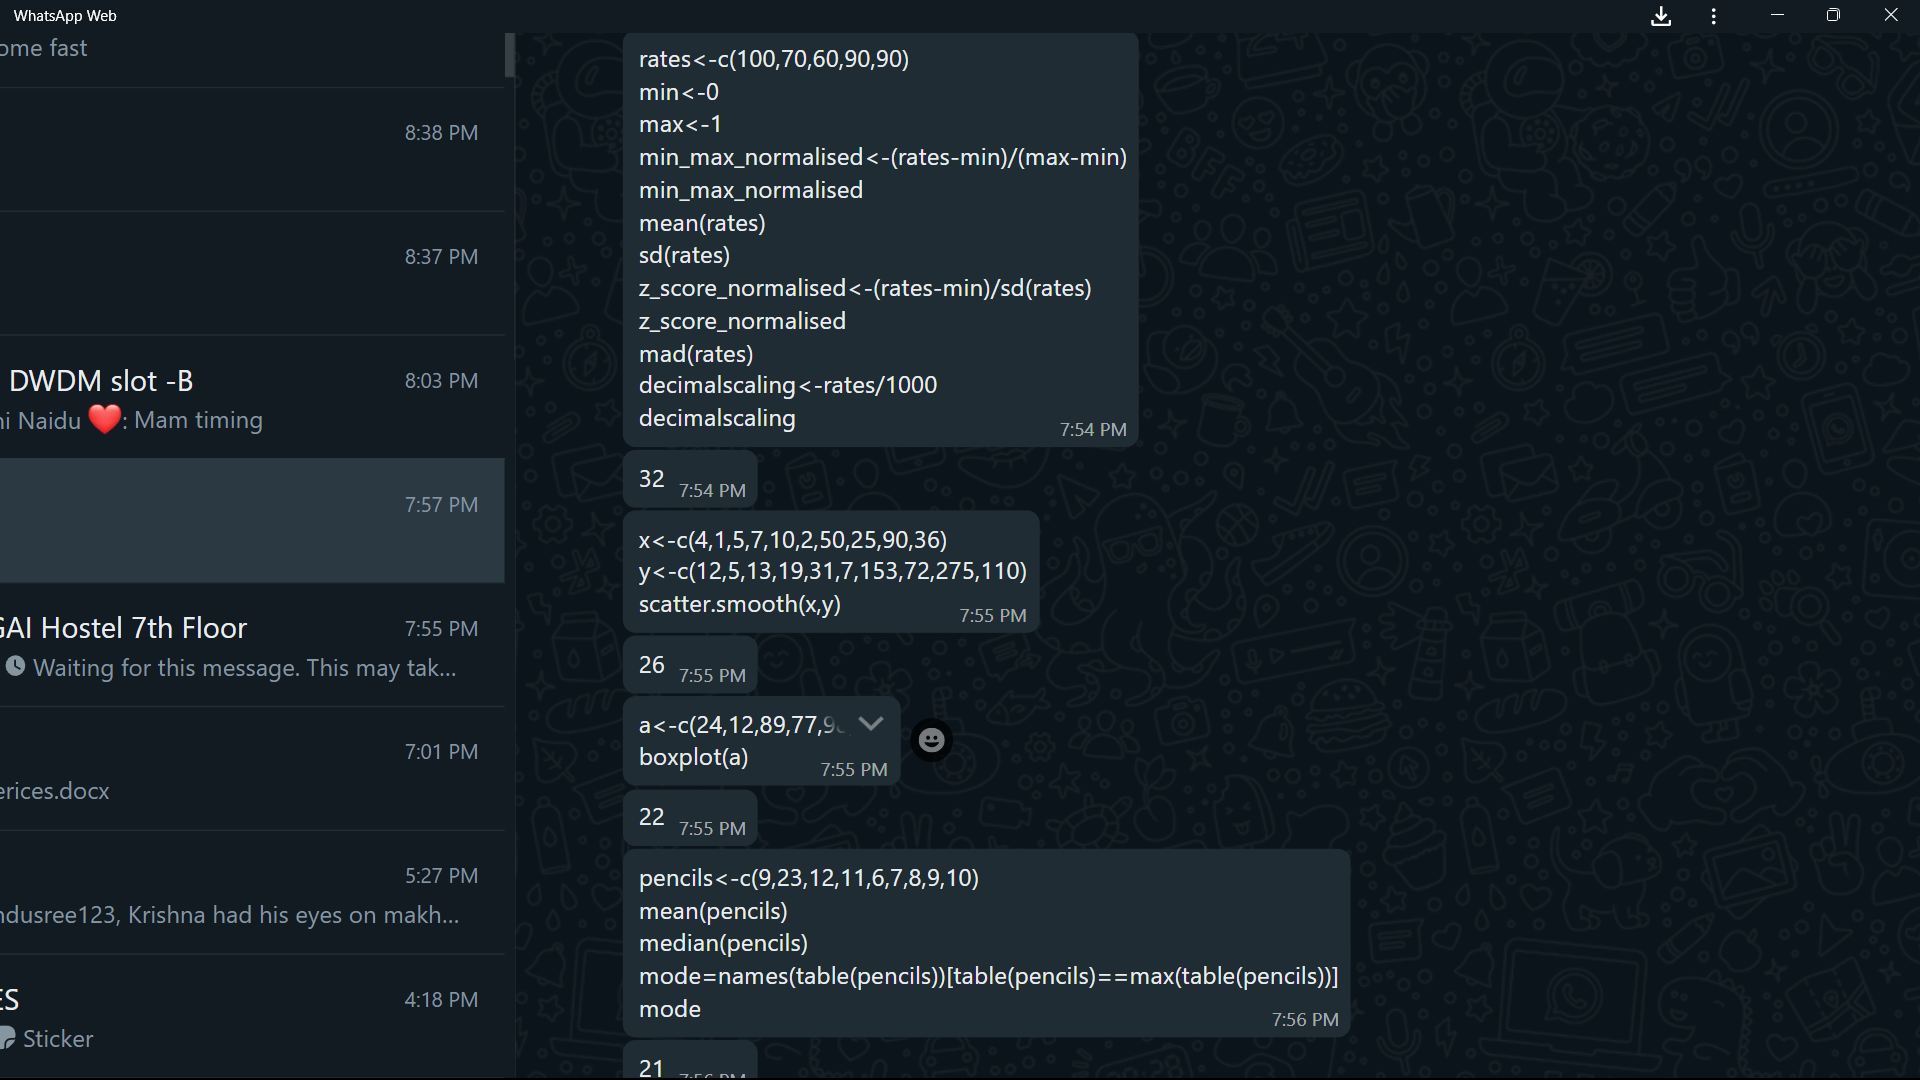 WhatsApp Web
ome fast
8:38 PM
8:37 PM
DWDM slot -B
8:03 PM
Naidu ❤️: Mam timing
7:57 PM
GAI Hostel 7th Floor
7:55 PM
Waiting for this message. This may tak...
7:01 PM
erices.docx
5:27 PM
ndusree123, Krishna had his eyes on makh...
ES
4:18 PM
Sticker
rates<-c(100,70,60,90,90)
min<-0
max<-1
min_max_normalised<-(rates-min)/(max-min)
min_max_normalised
mean(rates)
sd(rates)
z_score_normalised<-(rates-min)/sd(rates)
z_score_normalised
mad(rates)
decimalscaling<-rates/1000
decimalscaling
7:54 PM
32 7:54 PM
x<-c(4,1,5,7,10,2,50,25,90,36)
y<-c(12,5,13,19,31,7,153,72,275,110)
scatter.smooth(x,y)
7:55 PM
26 7:55 PM
a<-c(24,12,89,77,9
boxplot(a)
7:55 PM
22 7:55 PM
pencils<-c(9,23,12,11,6,7,8,9,10)
mean(pencils)
median(pencils)
mode=names(table(pencils))[table(pencils)==max(table(pencils))]
mode
7:56 PM
21 7:56 PM